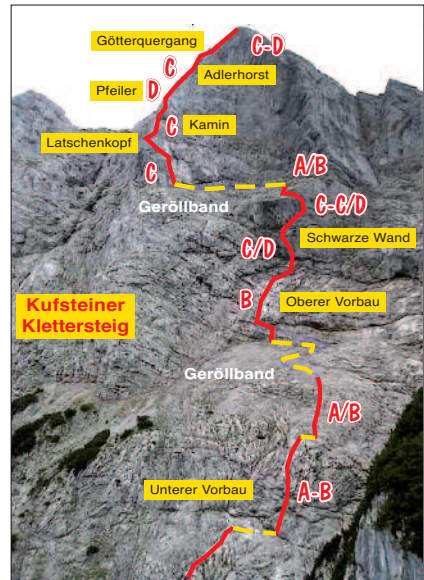 Götterquergang
C-D
C
Adlerhorst
Pfeiler
D
C
Kamin
Latschenkopf
A/B
C
Geröllband
C-C/D
Schwarze Wand
C/D
Kufsteiner
Klettersteig
B
Oberer Vorbau
Geröllband
A/B
Unterer Vorbau
A-B